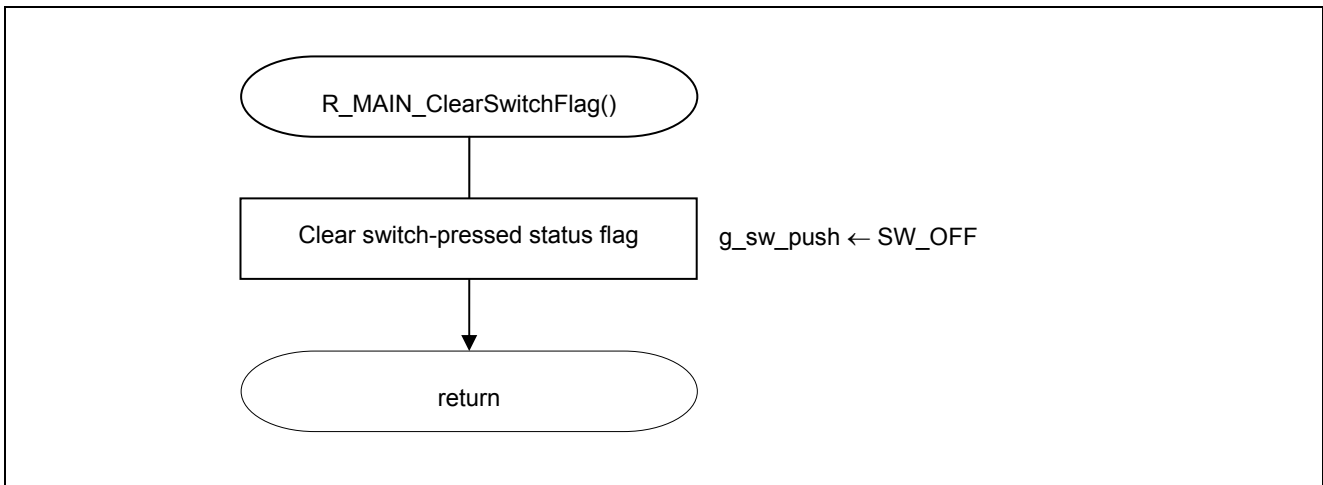 R_MAIN_ClearSwitchFlag()
Clear switch-pressed status flag
g_sw_push ← SW_OFF
return